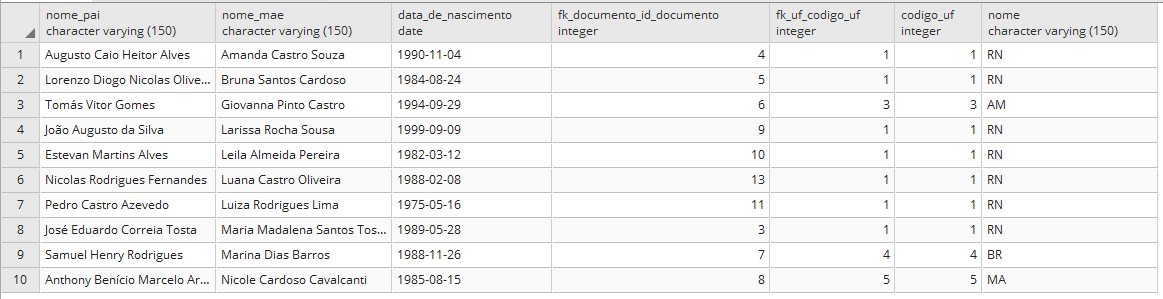 nome_pai nome_mae data_de_nascimento fk_documento_id_documento fk_uf_codigo_uf codigo_uf nome
character varying (150) character varying (150) date integer integer integer character varying (150)
1 Augusto Caio Heitor Alves Amanda Castro Souza 1990-11-04 4 1 1 RN
2 Lorenzo Diogo Nicolas Olive... Bruna Santos Cardoso 1984-08-24 5 1 1 RN
3 Tomás Vitor Gomes Giovanna Pinto Castro 1994-09-29 6 3 3 AM
4 João Augusto da Silva Larissa Rocha Sousa 1999-09-09 9 1 1 RN
5 Estevan Martins Alves Leila Almeida Pereira 1982-03-12 10 1 1 RN
6 Nicolas Rodrigues Fernandes Luana Castro Oliveira 1988-02-08 13 1 1 RN
7 Pedro Castro Azevedo Luiza Rodrigues Lima 1975-05-16 11 1 1 RN
8 José Eduardo Correia Tosta Maria Madalena Santos Tos... 1989-05-28 3 1 1 RN
9 Samuel Henry Rodrigues Marina Dias Barros 1988-11-26 7 4 4 BR
10 Anthony Benício Marcelo Ar... Nicole Cardoso Cavalcanti 1985-08-15 8 5 5 MA